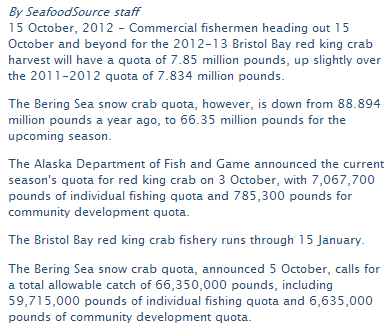 By SeafoodSource staff
15 October, 2012 - Commercial fishermen heading out 15
October and beyond for the 2012-13 Bristol Bay red king crab
harvest will have a quota of 7.85 million pounds, up slightly over
the 2011-2012 quota of 7.834 million pounds.
The Bering Sea snow crab quota, however, is down from 88.894
million pounds a year ago, to 66.35 million pounds for the
upcoming season.
The Alaska Department of Fish and Game announced the current
season's quota for red king crab on 3 October, with 7,067,700
pounds of individual fishing quota and 785,300 pounds for
community development quota.
The Bristol Bay red king crab fishery runs through 15 January.
The Bering Sea snow crab quota, announced 5 October, calls for
a total allowable catch of 66,350,000 pounds, including
59,715,000 pounds of individual fishing quota and 6,635,000
pounds of community development quota.